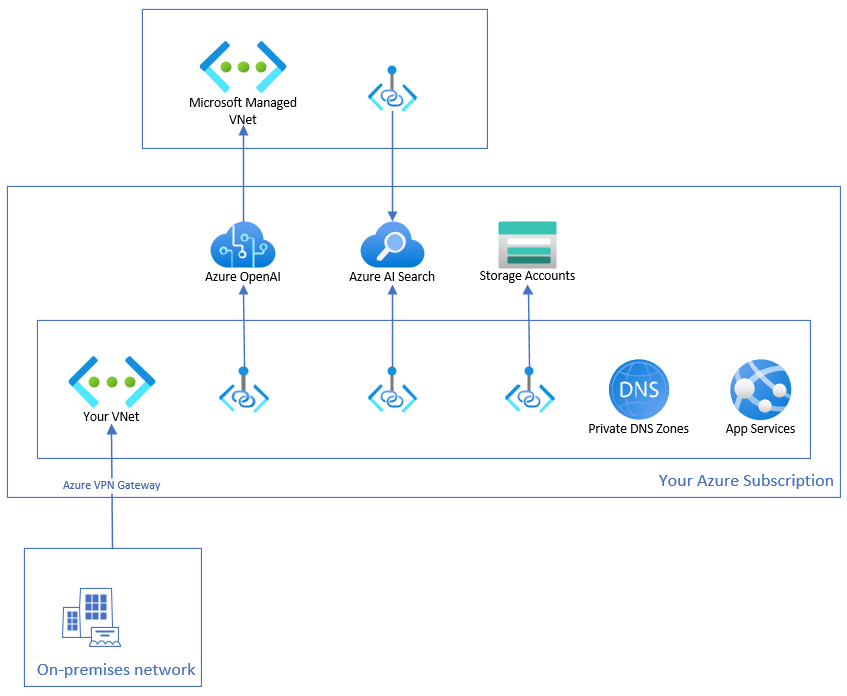 Microsoft Managed
VNet
Azure OpenAI
Azure AI Search
Storage Accounts
Your VNet
DNS
Private DNS Zones
App Services
Your Azure Subscription
Azure VPN Gateway
On-premises network